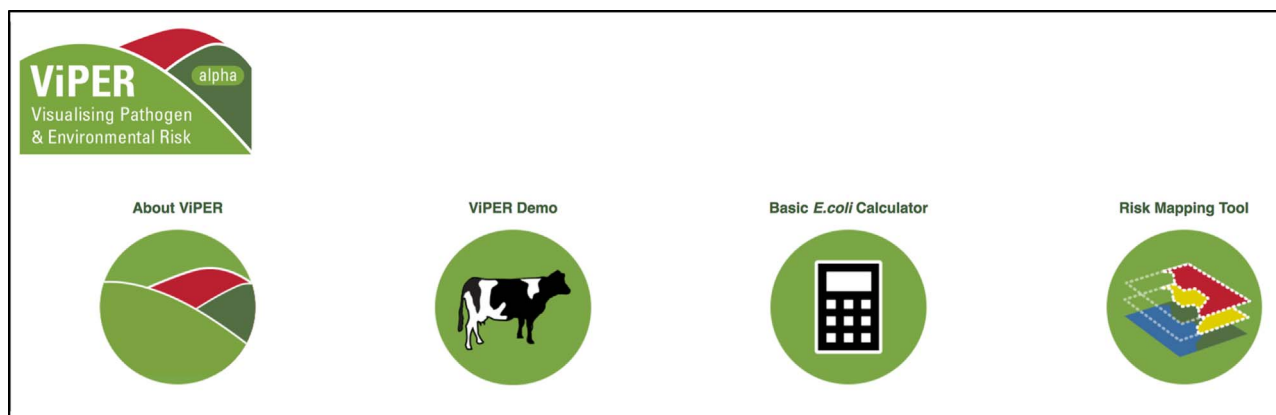 ViPER
alpha
Visualising Pathogen
& Environmental Risk
About ViPER
ViPER Demo
Basic E.coli Calculator
Risk Mapping Tool